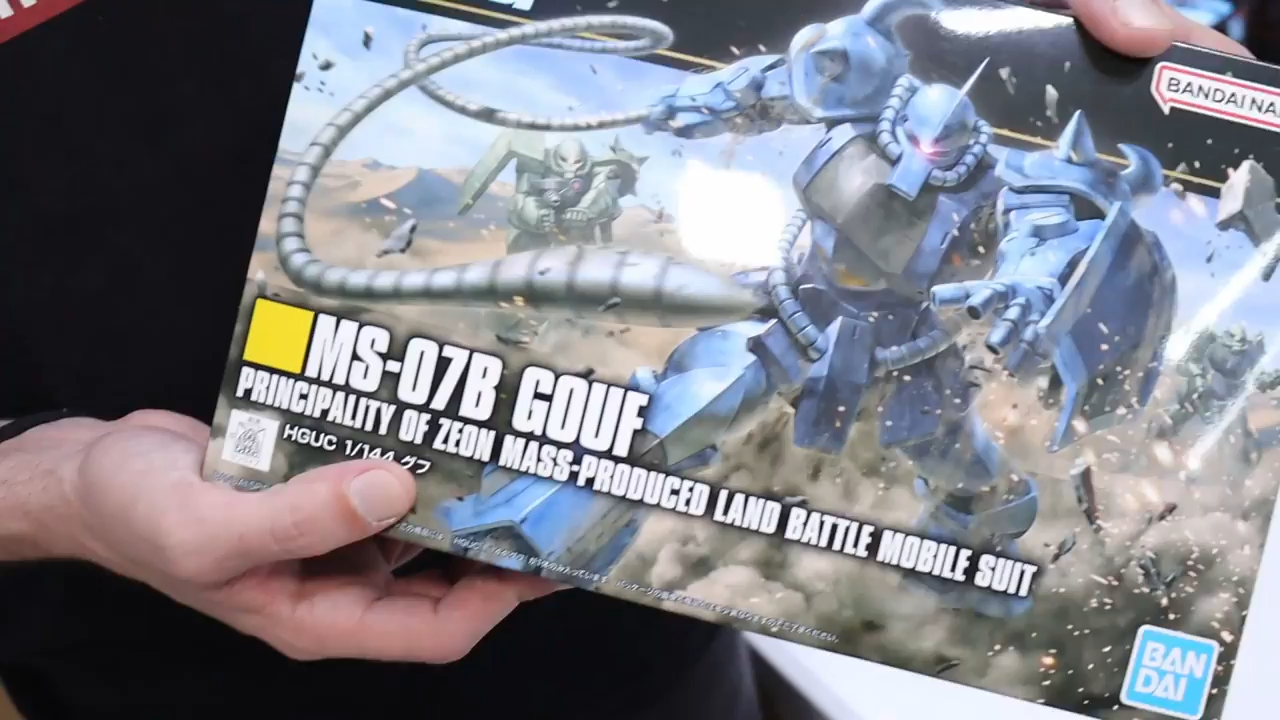 BANDAI NA
MS-07B GOUF
PRINCIPALITY OF ZEON MASS-PRODUCED LAND BATTLE MOBILE SUIT
HGUC 1/144 グフ
BAN
DAI